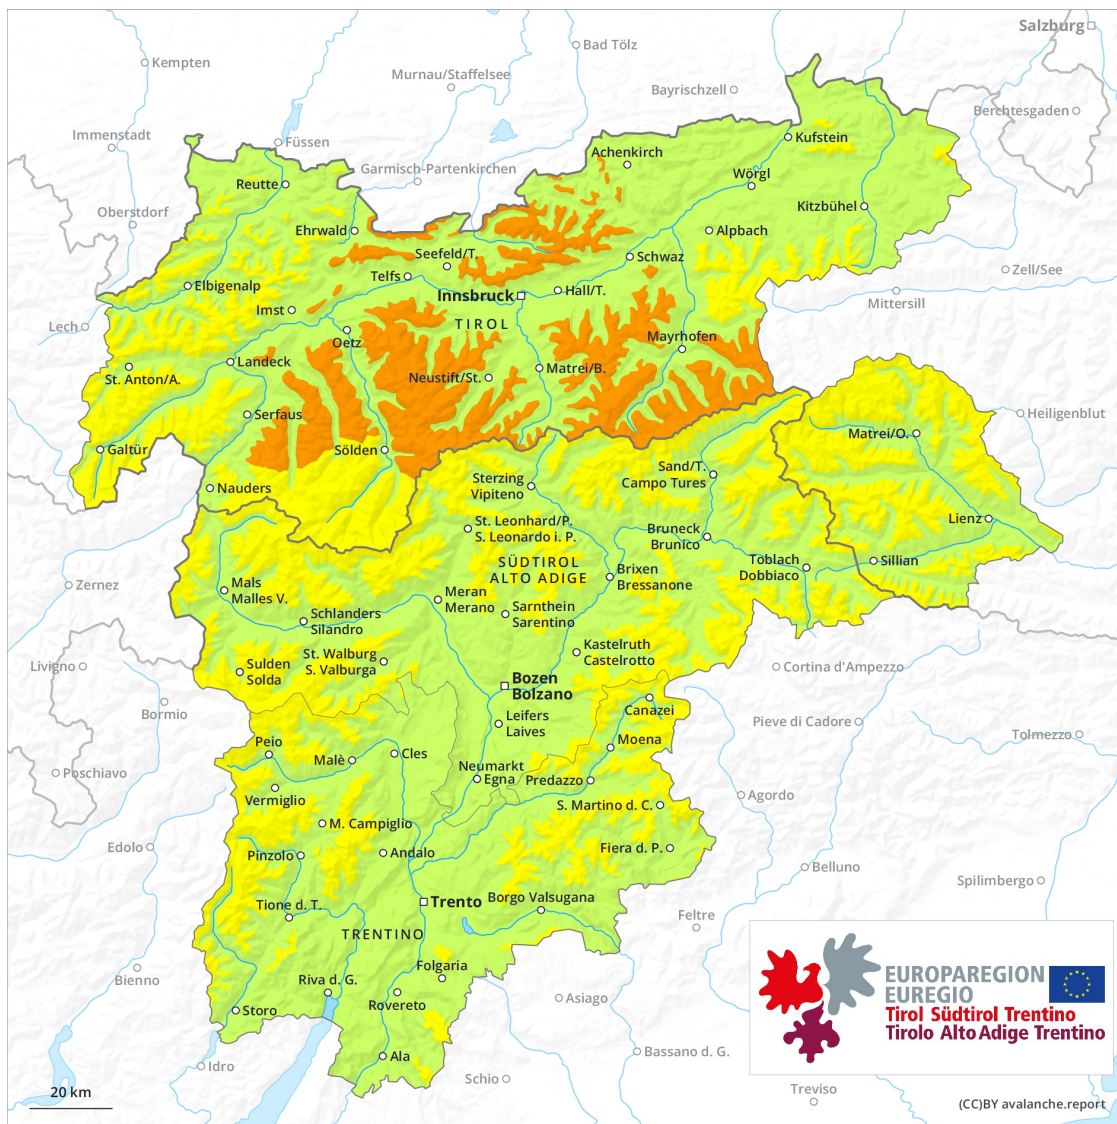 Salzburg
Bad Tölz
Kempten
Murnau/Staffelsee
Bayrischzell
Berchtesgaden
Immenstadt
Füssen
Kufstein
Achenkirch
Garmisch-Partenkirchen
Wörgl
Reutte
Oberstdorf
Kitzbühel
Ehrwald
Alpbach
Seefeld/T.
Schwaz
Telfs
Zell/See
Elbigenalp
Innsbruck
Hall/T.
Mittersill
Imst
Lech
TIROL
Oetz
Mayrhofen
Landeck
Matrei/B.
St. Anton/A.
Neustift/St.
Serfaus
Heiligenblut
Matrei/O.
Galtür
Sölden
Sand/T.
Campo Tures
Sterzing
Vipiteno
Nauders
Lienz
St. Leonhard/P.
S. Leonardo i. P.
Bruneck
Brunico
SÜDTIROL
ALTO ADIGE
Toblach
Dobbiaco
Sillian
Brixen
Bressanone
Zernez
Mals
Malles V.
Meran
Merano
Sarnthein
Sarentino
Schlanders
Silandro
Kastelruth
Castelrotto
St. Walburg
S. Valburga
Livigno
Sulden
Solda
Cortina d'Ampezzo
Bozen
Bolzano
Canazei
Bormio
Leifers
Laives
Pieve di Cadore
Tolmezzo
Moena
Peio
Cles
Malè
Poschiavo
Neumarkt
Egna
Predazzo
Vermiglio
Agordo
S. Martino d. C.
M. Campiglio
Edolo
Pinzolo
Andalo
Fiera d. P.
Belluno
Spilimbergo
Trento
Borgo Valsugana
Tione d. T.
Feltre
TRENTINO
Folgaria
Bienno
Riva d. G.
Rovereto
Asiago
Storo
Ala
Bassano d. G.
Idro
Schio
Treviso
EUROPAREGION
EUREGIO
Tirol Südtirol Trentino
Tirolo Alto Adige Trentino
20 km
(CC)BY avalanche.report